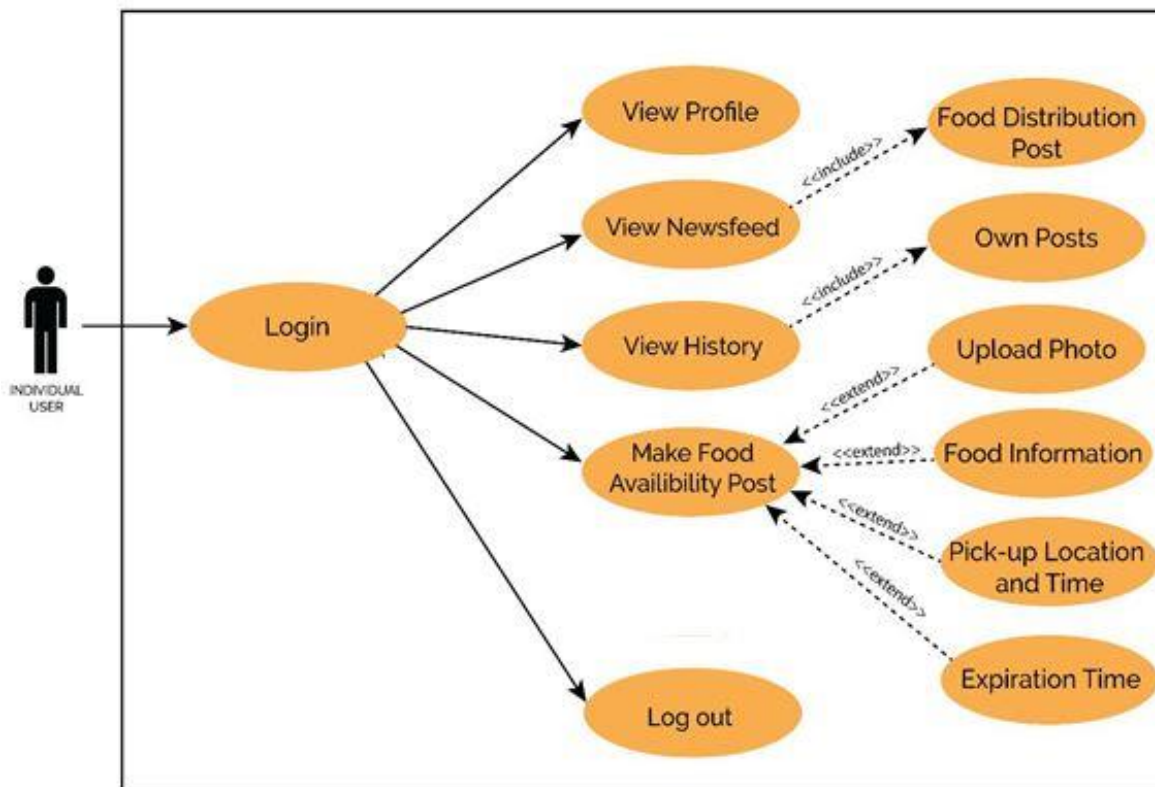 View Profile
Food Distribution
Post
<<include>>
View Newsfeed
Own Posts
<<include>>
Login
View History
Upload Photo
INDIVIDUAL
USER
<<extend>>
Make Food
Availibility Post
<<extend>>
Food Information
<<extend>>
Pick-up Location
and Time
<<extend>>
Expiration Time
Log out